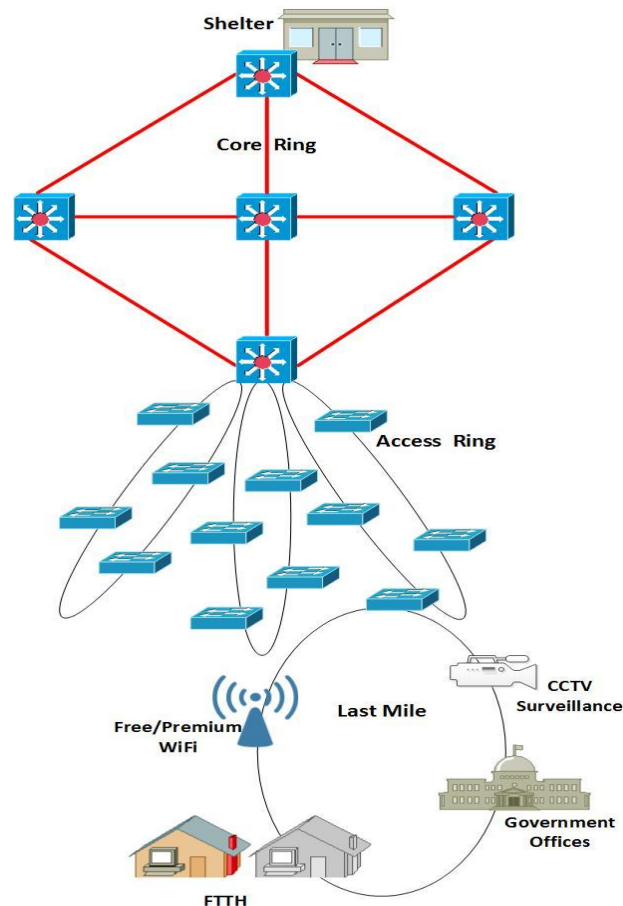 Shelter
Core Ring
Access Ring
Last Mile
CCTV
Surveillance
Free/Premium
WiFi
Government
Offices
FTTH